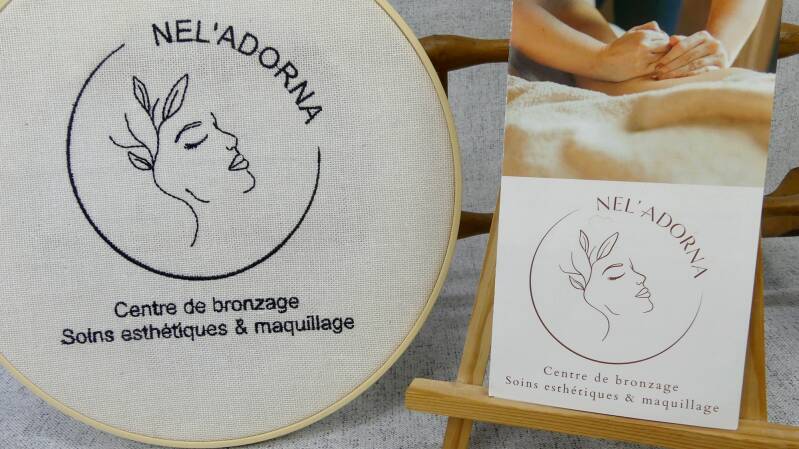 NEL'ADORNA
Centre de bronzage
Soins esthétiques & maquillage
NEL'ADORNA
Centre de bronzage
Soins esthétiques & maquillage